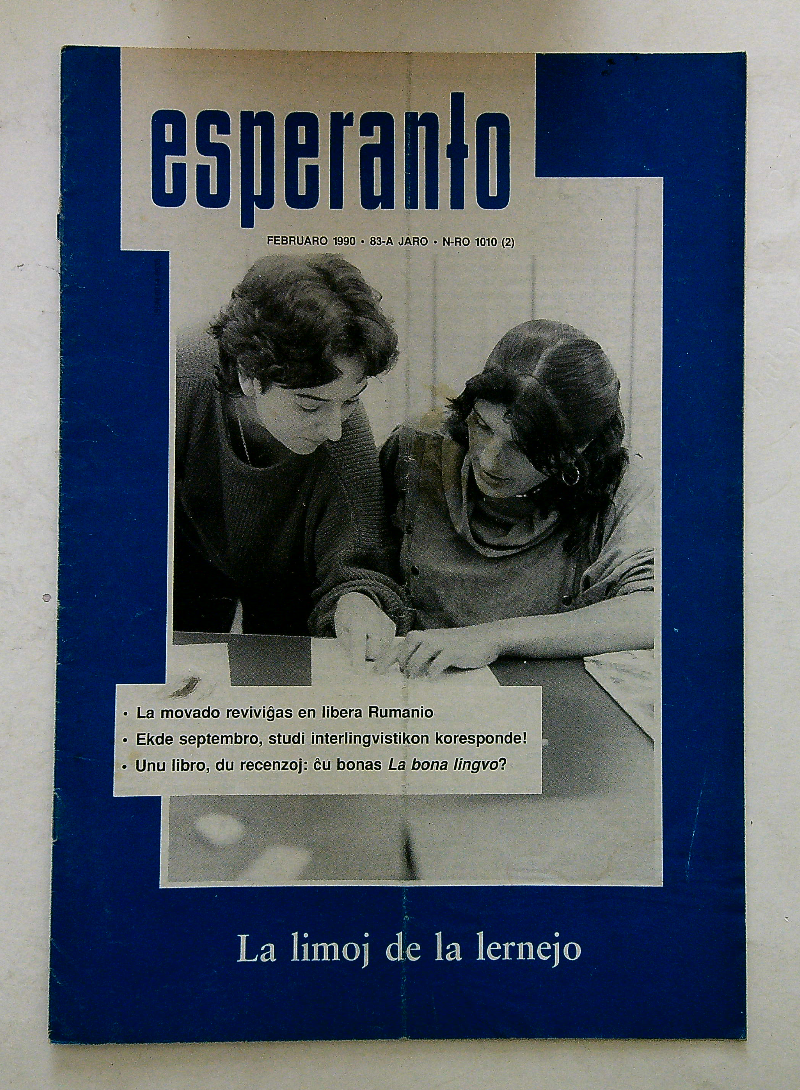 esperanto
FEBRUARO 1990 • 83-A JARO • N-RO 1010 (2)
• La movado reviviĝas en libera Rumanio
• Ekde septembro, studi interlingvistikon koresponde!
• Unu libro, du recenzoj: ĉu bonas La bona lingvo?
La limoj de la lernejo